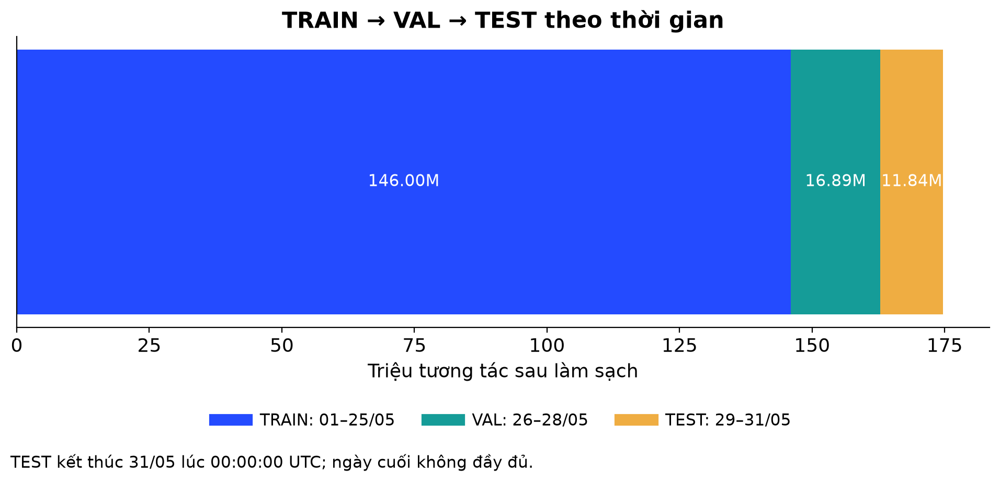 TRAIN → VAL → TEST theo thời gian
146.00M 16.89M 11.84M
0 25 50 75 100 125 150 175
Triệu tương tác sau làm sạch
TRAIN: 01–25/05 VAL: 26–28/05 TEST: 29–31/05
TEST kết thúc 31/05 lúc 00:00:00 UTC; ngày cuối không đầy đủ.